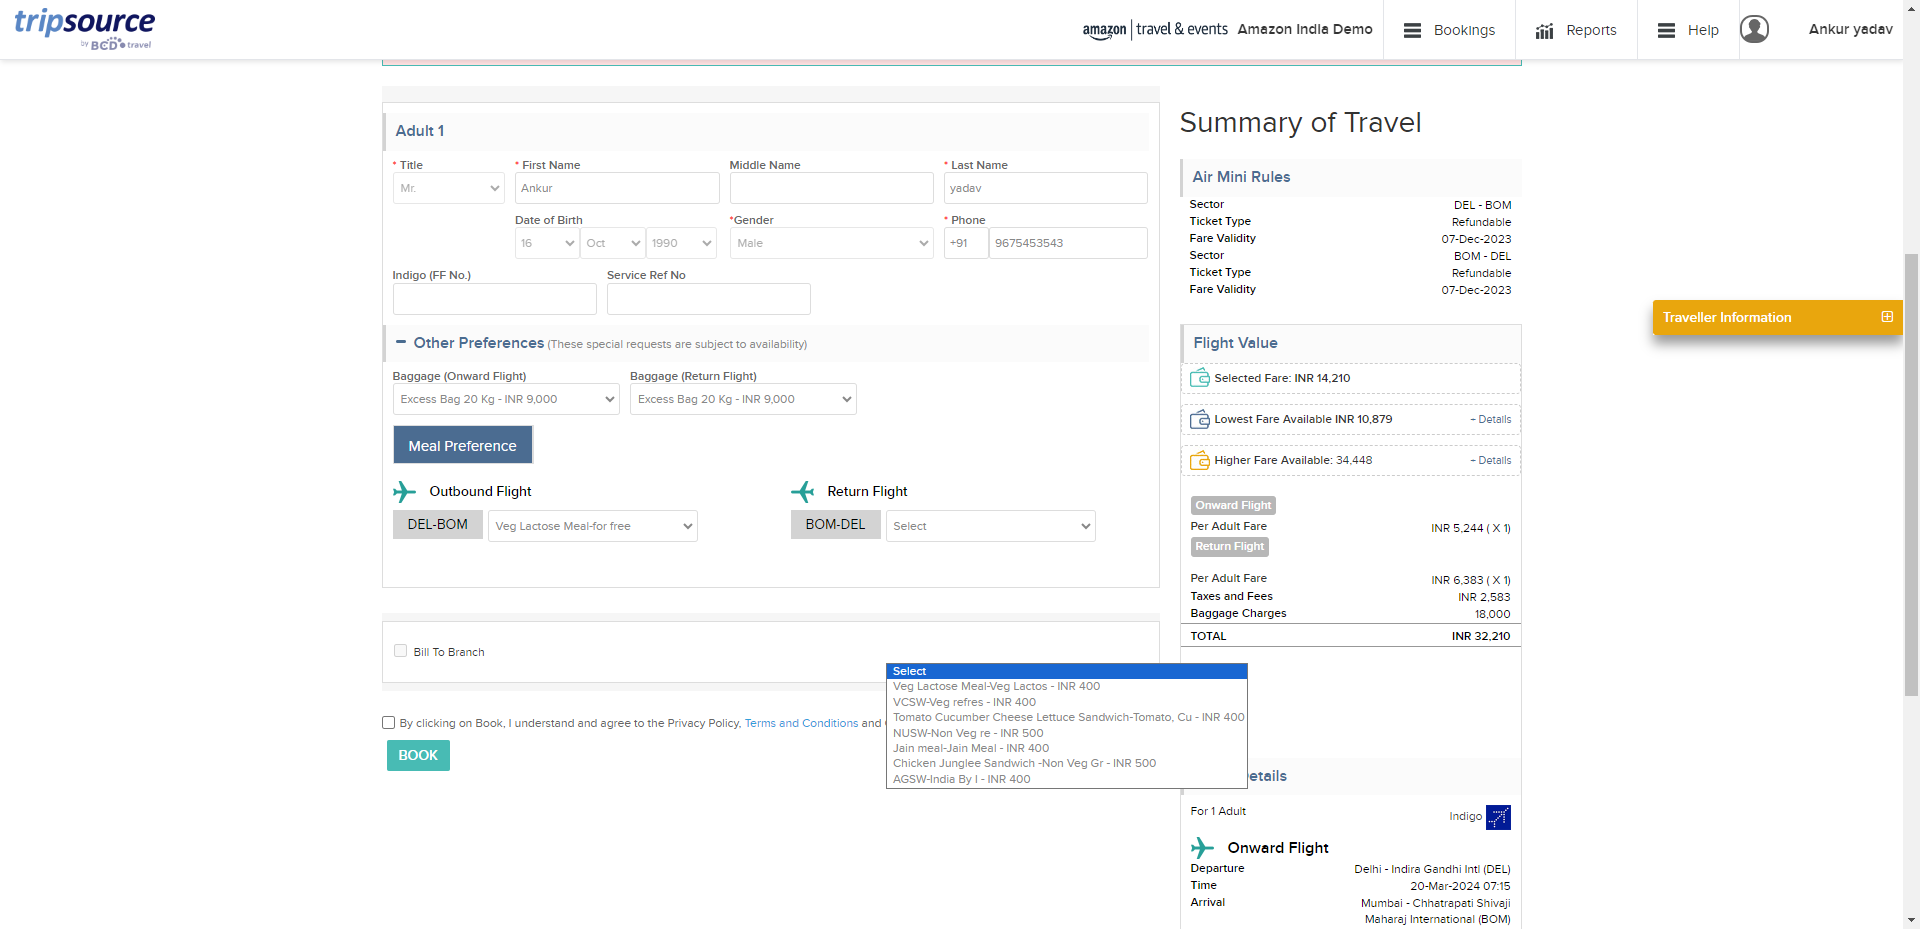 tripsource
by BCD travel
amazon | travel & events Amazon India Demo
Bookings
Reports
Help
Ankur yadav
Adult 1
* Title
* First Name
Middle Name
* Last Name
Mr.
Ankur
yadav
Date of Birth
*Gender
* Phone
16
Oct
1990
Male
+91
9675453543
Indigo (FF No.)
Service Ref No
Other Preferences (These special requests are subject to availability)
Baggage (Onward Flight)
Baggage (Return Flight)
Excess Bag 20 Kg - INR 9,000
Excess Bag 20 Kg - INR 9,000
Meal Preference
Outbound Flight
Return Flight
DEL-BOM
Veg Lactose Meal-for free
BOM-DEL
Select
Bill To Branch
Select
Veg Lactose Meal-Veg Lactos - INR 400
VCSW-Veg refres - INR 400
Tomato Cucumber Cheese Lettuce Sandwich-Tomato, Cu - INR 400
NUSW-Non Veg re - INR 500
Jain meal-Jain Meal - INR 400
Chicken Junglee Sandwich -Non Veg Gr - INR 500
AGSW-India By I - INR 400
By clicking on Book, I understand and agree to the Privacy Policy, Terms and Conditions and
BOOK
Summary of Travel
Air Mini Rules
Sector DEL - BOM
Ticket Type Refundable
Fare Validity 07-Dec-2023
Sector BOM - DEL
Ticket Type Refundable
Fare Validity 07-Dec-2023
Traveller Information
Flight Value
Selected Fare: INR 14,210
Lowest Fare Available INR 10,879 + Details
Higher Fare Available: 34,448 + Details
Onward Flight
Per Adult Fare INR 5,244 ( X 1)
Return Flight
Per Adult Fare INR 6,383 ( X 1)
Taxes and Fees INR 2,583
Baggage Charges 18,000
TOTAL INR 32,210
etails
For 1 Adult
Indigo
Onward Flight
Departure Delhi - Indira Gandhi Intl (DEL)
Time 20-Mar-2024 07:15
Arrival Mumbai - Chhatrapati Shivaji
Maharaj International (BOM)